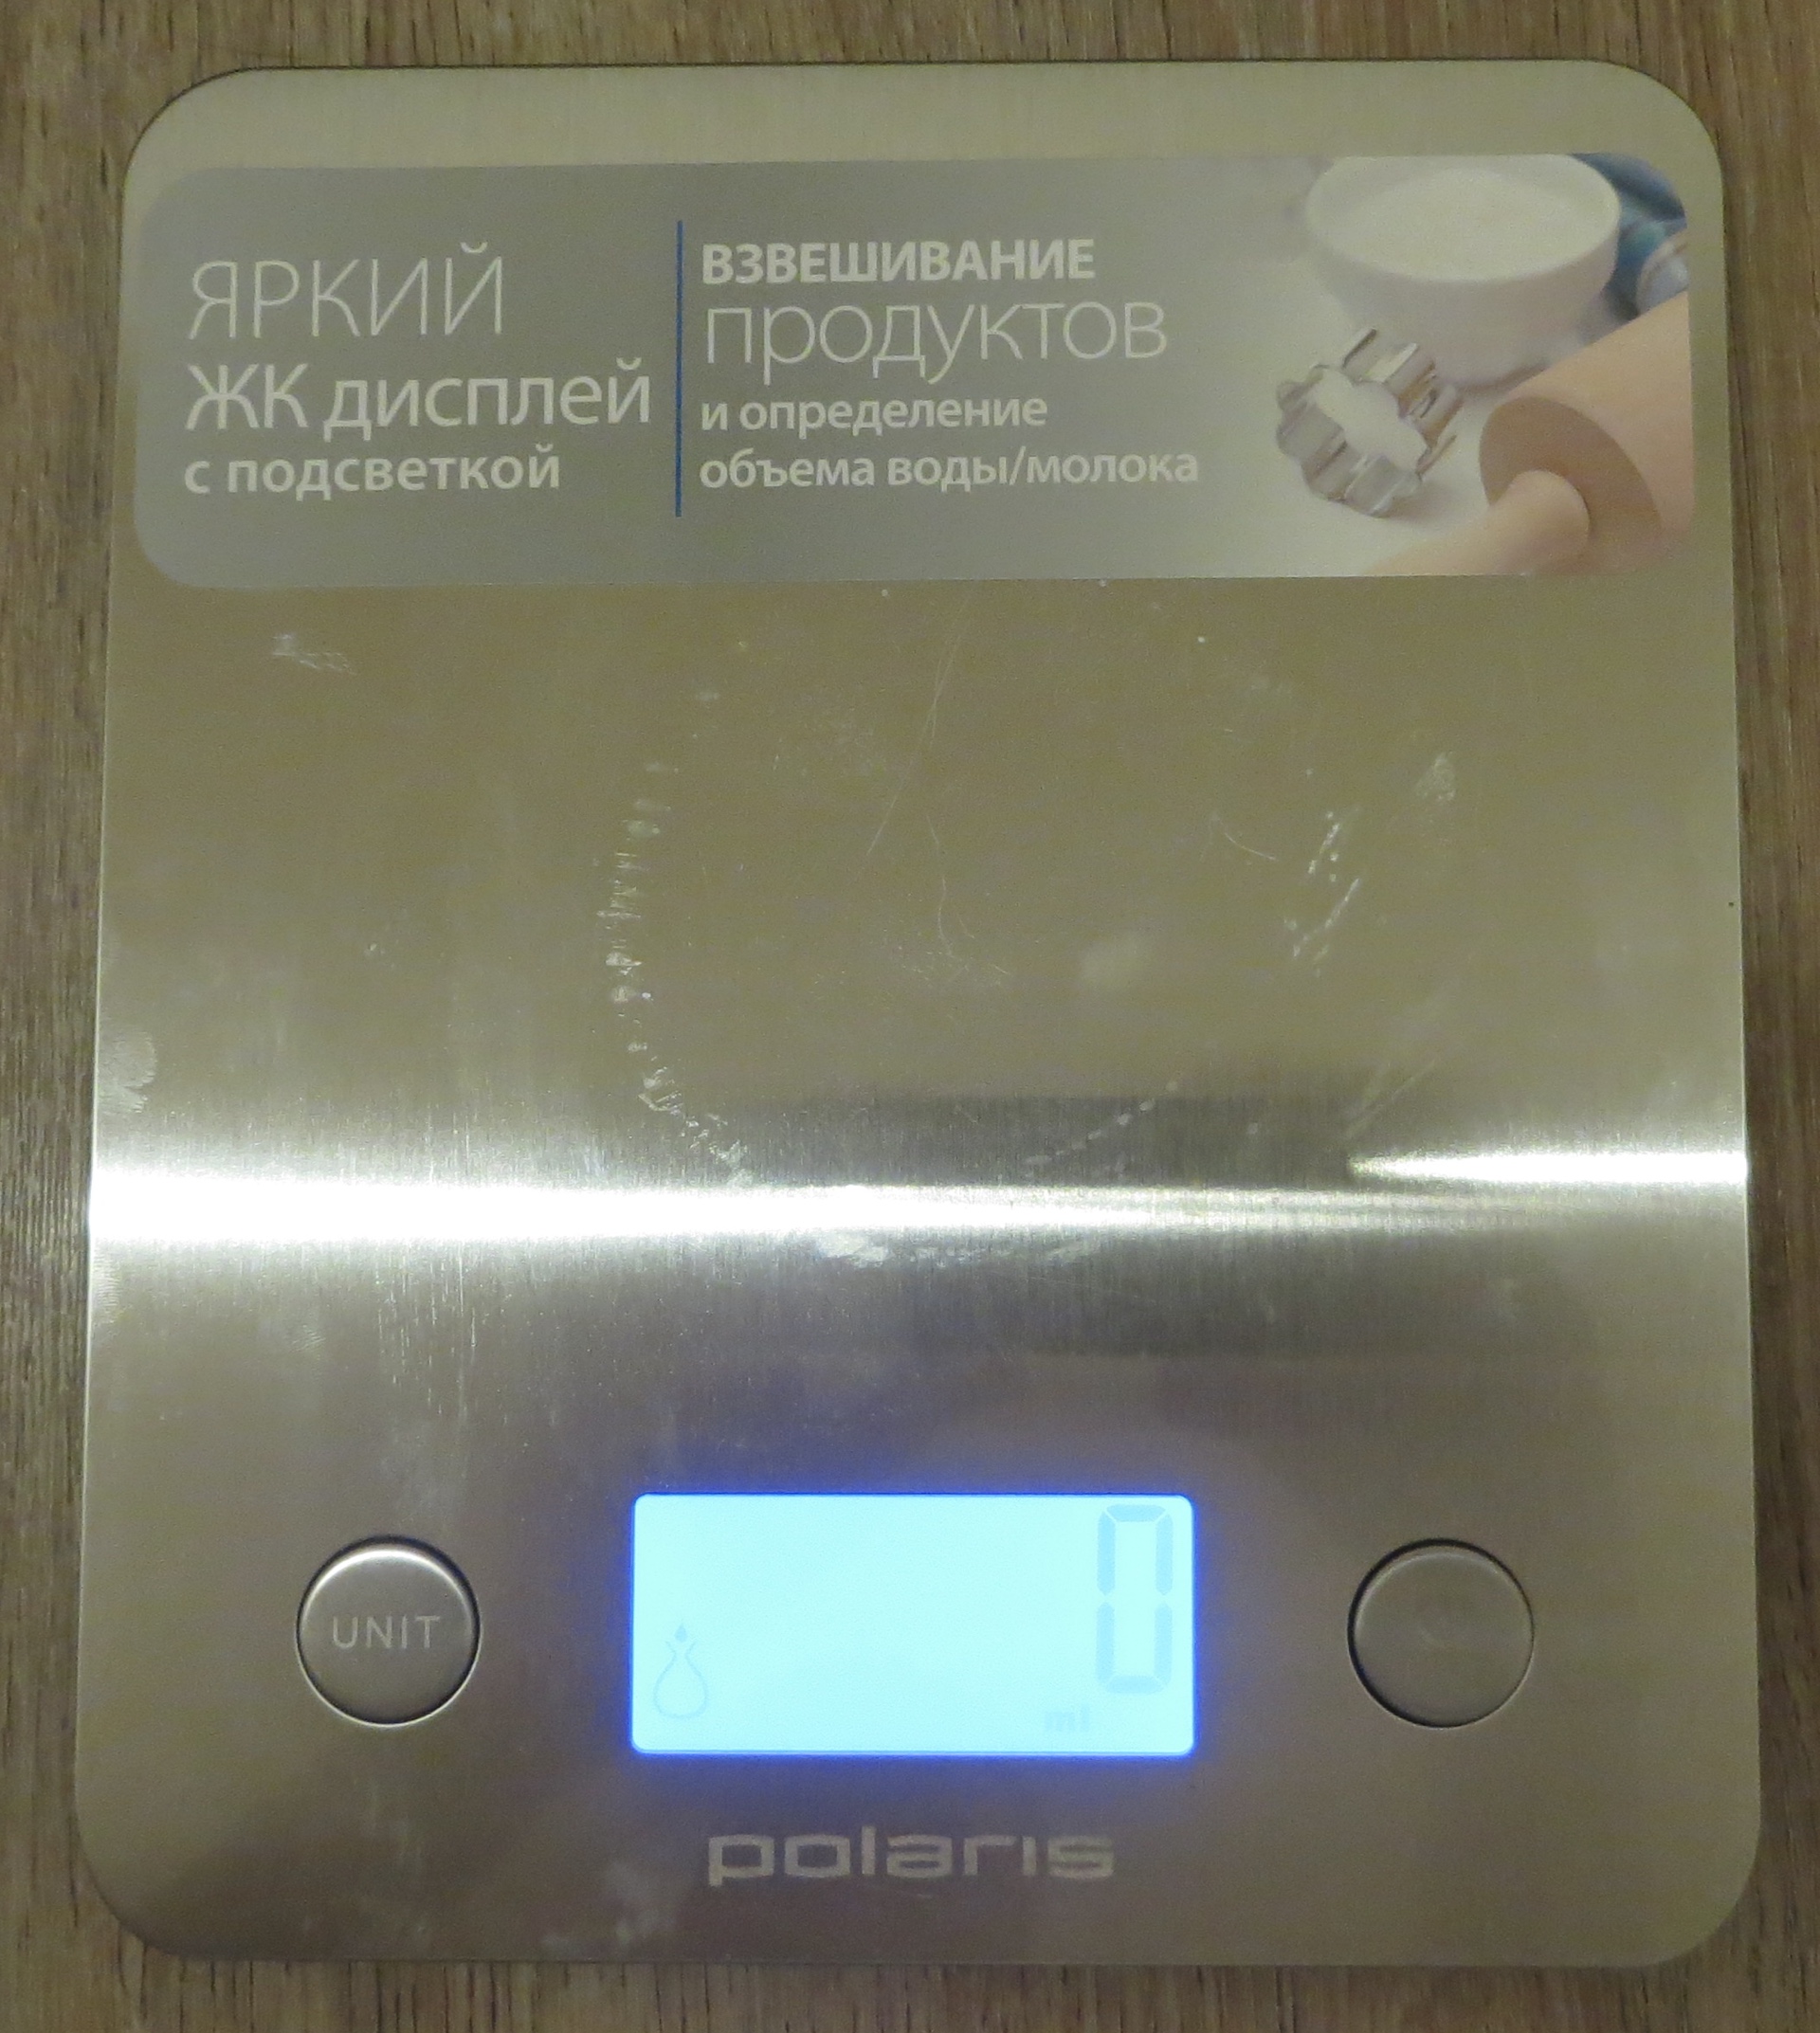 ЯРКИЙ
ЖК дисплей
с подсветкой
ВЗВЕШИВАНИЕ
продуктов
и определение
объема воды/молока
UNIT
0
ml
polaris